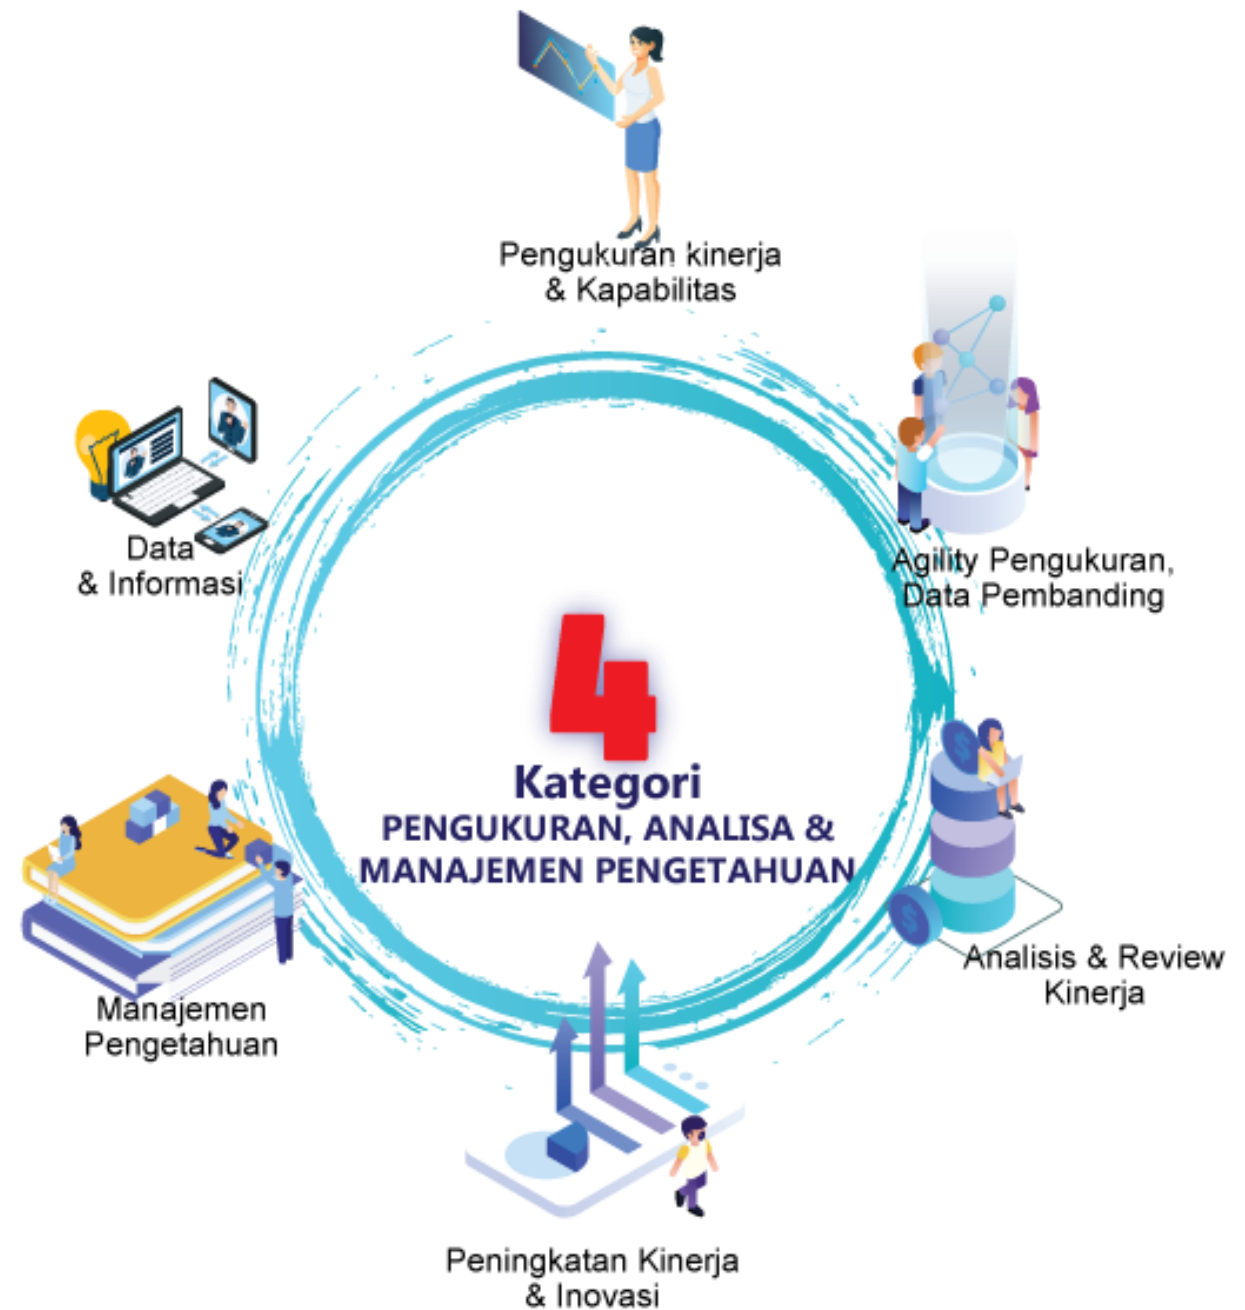 Pengukuran kinerja
& Kapabilitas
Agility Pengukuran,
Data Pembanding
Data
& Informasi
4
Kategori
PENGUKURAN, ANALISA &
MANAJEMEN PENGETAHUAN
Analisis & Review
Kinerja
Manajemen
Pengetahuan
Peningkatan Kinerja
& Inovasi